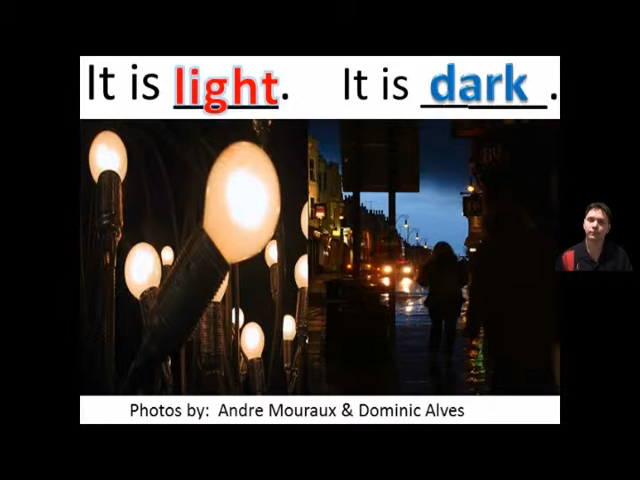 It is light. It is dark.
Photos by: Andre Mouraux & Dominic Alves